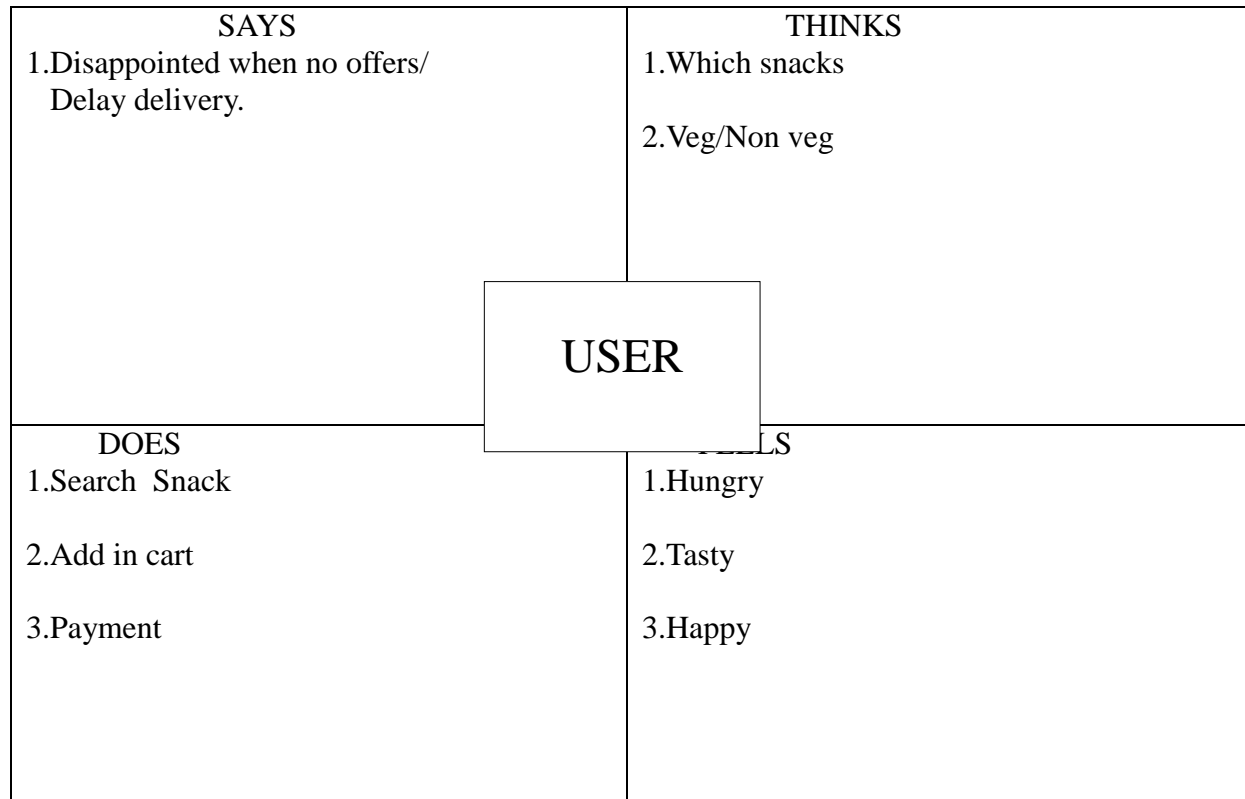 SAYS
1.Disappointed when no offers/
Delay delivery.
THINKS
1.Which snacks
2.Veg/Non veg
USER
DOES
1.Search Snack
2.Add in cart
3.Payment
1.Hungry
2.Tasty
3.Happy